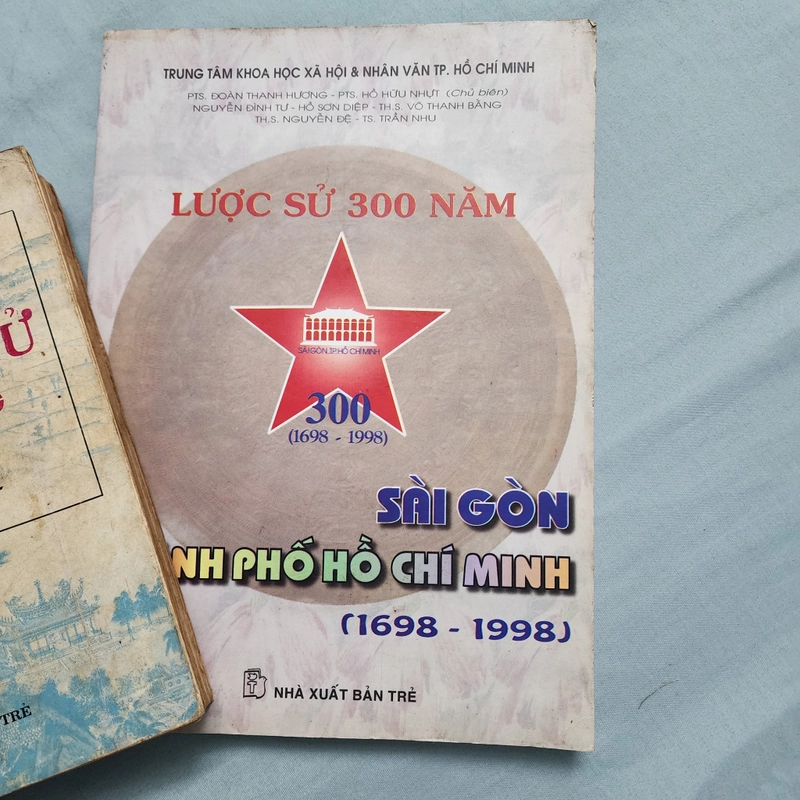 TRUNG TÂM KHOA HỌC XÃ HỘI & NHÂN VĂN TP. HỒ CHÍ MINH
PTS. ĐOÀN THANH HƯƠNG - PTS. HỒ HỮU NHỰT (Chủ biên)
NGUYỄN ĐÌNH TƯ - HỒ SƠN DIỆP - TH.S. VÕ THANH BẰNG
TH.S. NGUYỄN ĐỆ - TS. TRẦN NHU
LƯỢC SỬ 300 NĂM
SÀI GÒN. TP. HỒ CHÍ MINH
300
(1698 - 1998)
SÀI GÒN
NH PHỐ HỒ CHÍ MINH
(1698 - 1998)
NHÀ XUẤT BẢN TRẺ
Ử
TRẺ